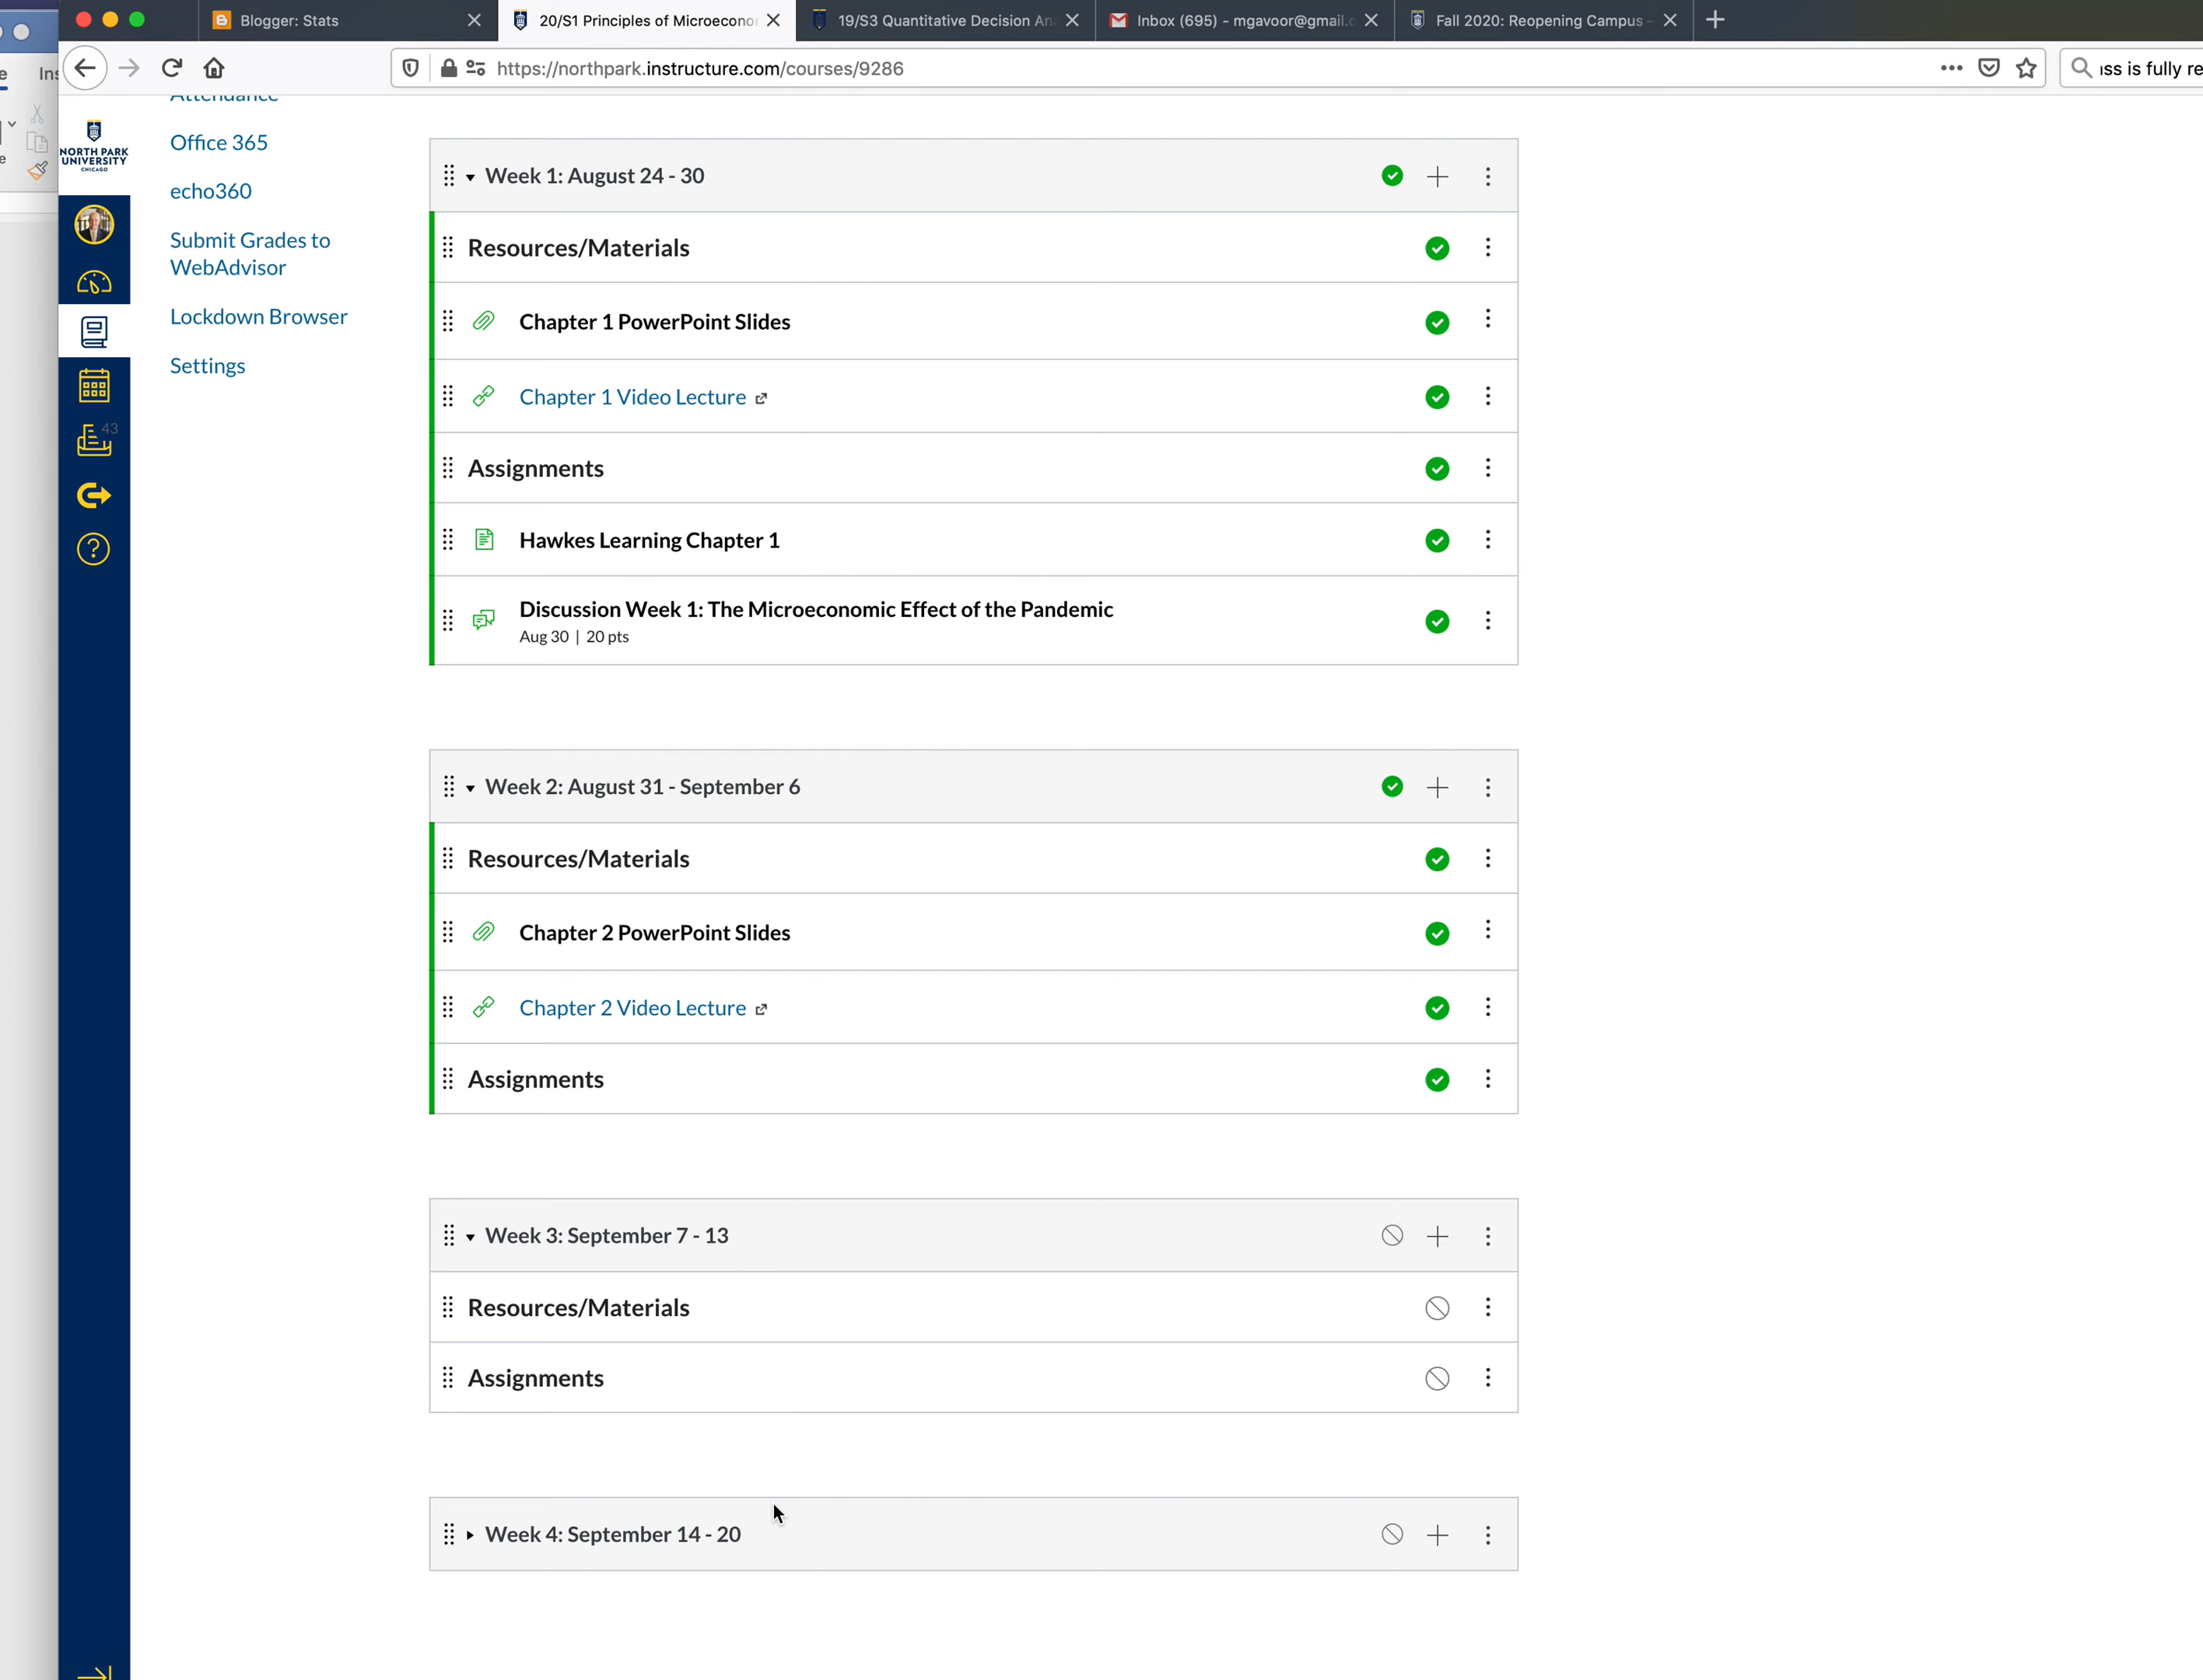 Blogger: Stats
20/S1 Principles of Microecono
19/S3 Quantitative Decision An
Inbox (695) - mgavoor@gmail.c
Fall 2020: Reopening Campus -
https://northpark.instructure.com/courses/9286
ss is fully re
Ins
NORTH PARK
UNIVERSITY
CHICAGO
43
Attendance
Office 365
echo360
Submit Grades to
WebAdvisor
Lockdown Browser
Settings
Week 1: August 24 - 30
Resources/Materials
Chapter 1 PowerPoint Slides
Chapter 1 Video Lecture
Assignments
Hawkes Learning Chapter 1
Discussion Week 1: The Microeconomic Effect of the Pandemic
Aug 30 | 20 pts
Week 2: August 31 - September 6
Resources/Materials
Chapter 2 PowerPoint Slides
Chapter 2 Video Lecture
Assignments
Week 3: September 7 - 13
Resources/Materials
Assignments
Week 4: September 14 - 20